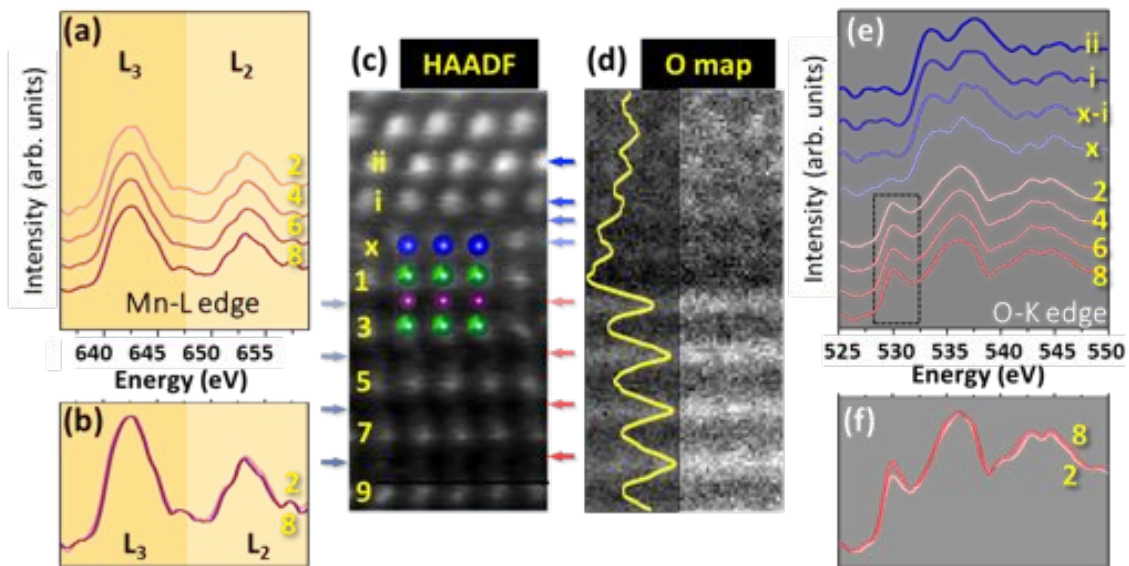 (a)
L3
L2
2
4
6
8
Mn-L edge
Intensity (arb. units)
640 645 650 655
Energy (eV)
(b)
2
8
L3
L2
(c) HAADF
ii
i
x
1
3
5
7
9
(d) O map
(e)
ii
i
x-i
x
2
4
6
8
O-K edge
Intensity (arb. units)
525 530 535 540 545 550
Energy (eV)
(f)
8
2